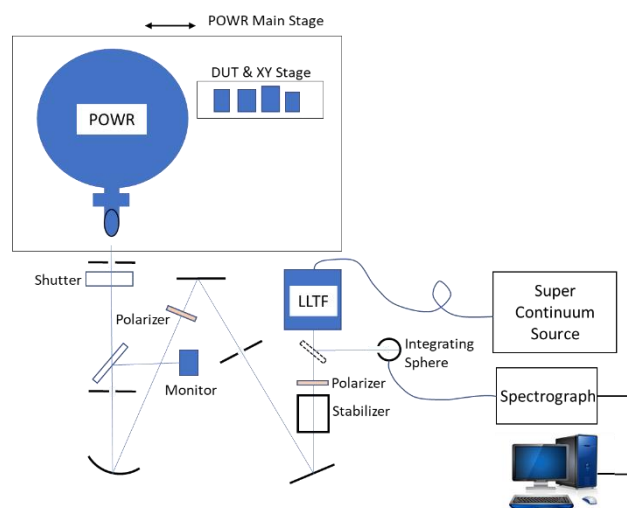 POWR Main Stage
DUT & XY Stage
POWR
Shutter
Polarizer
LLTF
Super
Continuum
Source
Integrating
Sphere
Monitor
Polarizer
Spectrograph
Stabilizer